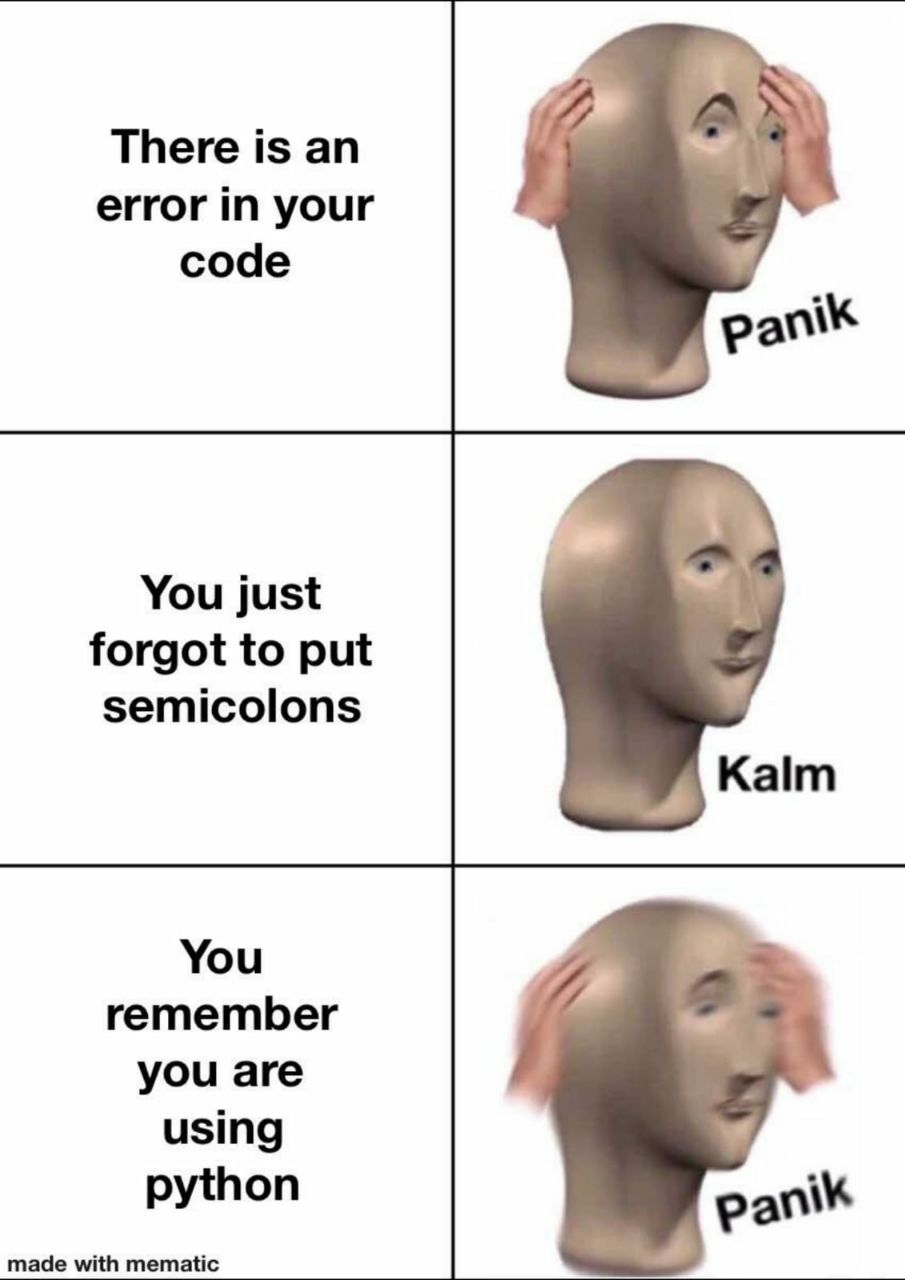 There is an
error in your
code
Panik
You just
forgot to put
semicolons
Kalm
You
remember
you are
using
python
Panik
made with mematic